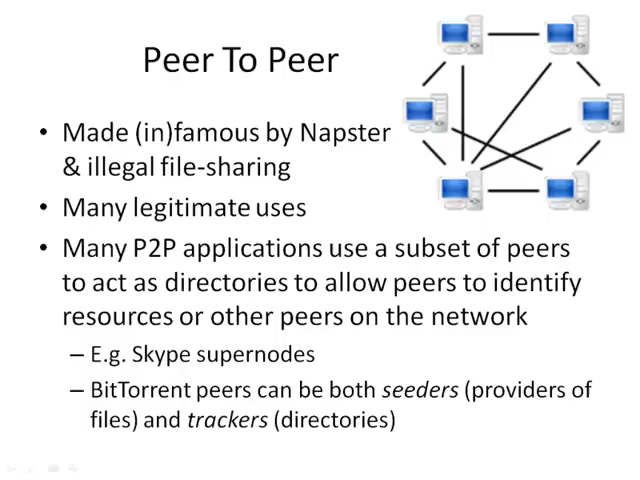 Peer To Peer
• Made (in)famous by Napster
& illegal file-sharing
• Many legitimate uses
• Many P2P applications use a subset of peers
to act as directories to allow peers to identify
resources or other peers on the network
– E.g. Skype supernodes
– BitTorrent peers can be both seeders (providers of
files) and trackers (directories)